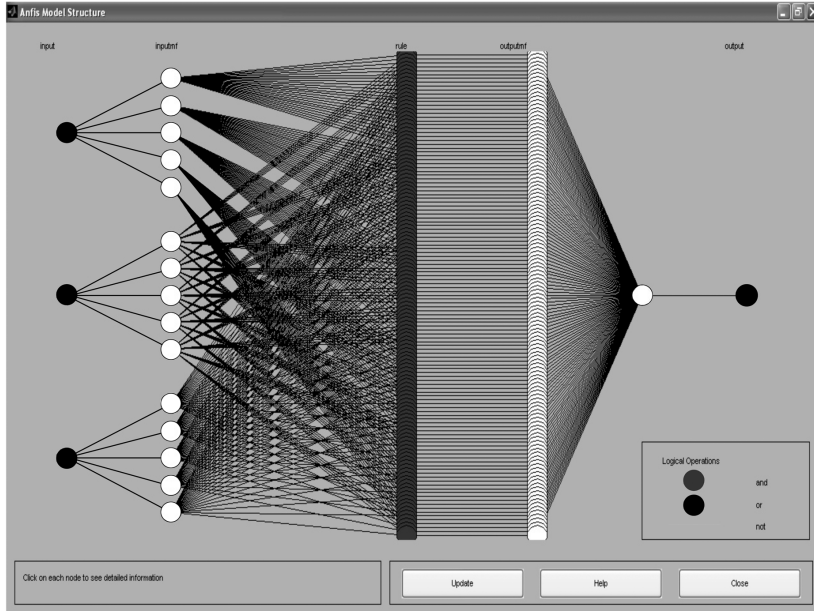 Anfis Model Structure
input inputmf rule outputmf output
Logical Operations
and
or
not
Click on each node to see detailed information
Update Help Close